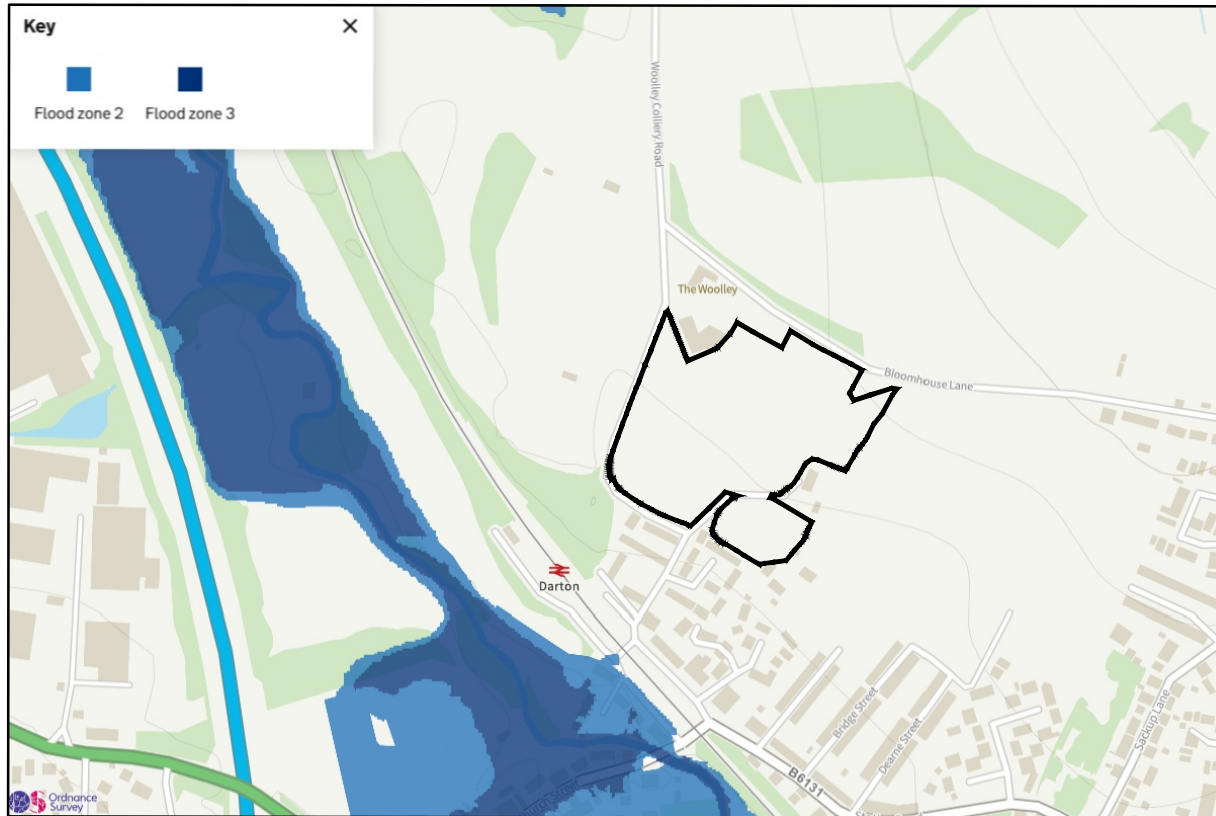 Key
Flood zone 2
Flood zone 3
Woolley Colliery Road
The Woolley
Bloomhouse Lane
Darton
Bridge Street
Dearne Street
Sackup Lane
B6131
Street
Ordnance
Survey